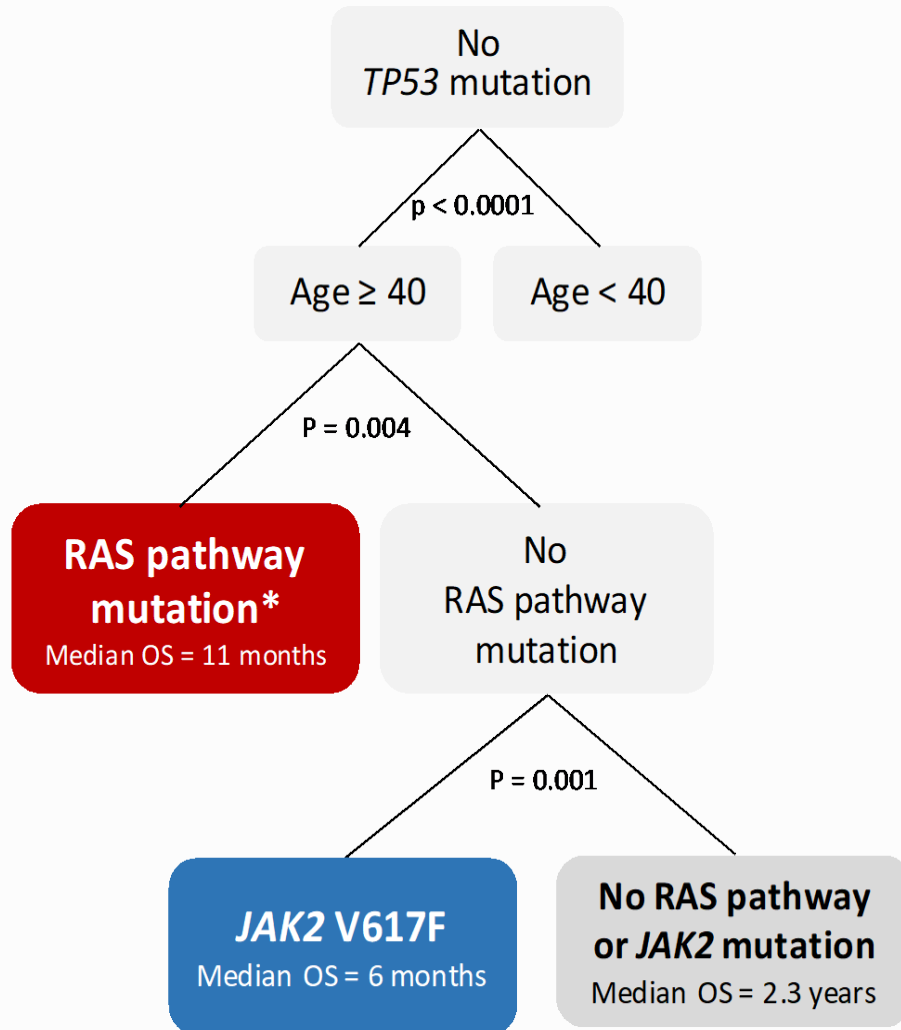 No
TP53 mutation
p < 0.0001
Age ≥ 40
Age < 40
P = 0.004
RAS pathway
mutation*
Median OS = 11 months
No
RAS pathway
mutation
P = 0.001
JAK2 V617F
Median OS = 6 months
No RAS pathway
or JAK2 mutation
Median OS = 2.3 years